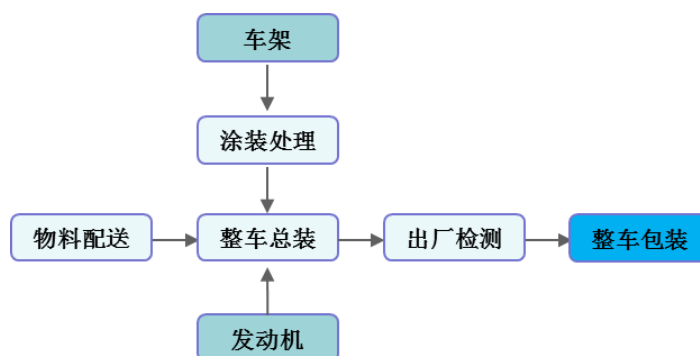 车架
涂装处理
物料配送
整车总装
出厂检测
整车包装
发动机